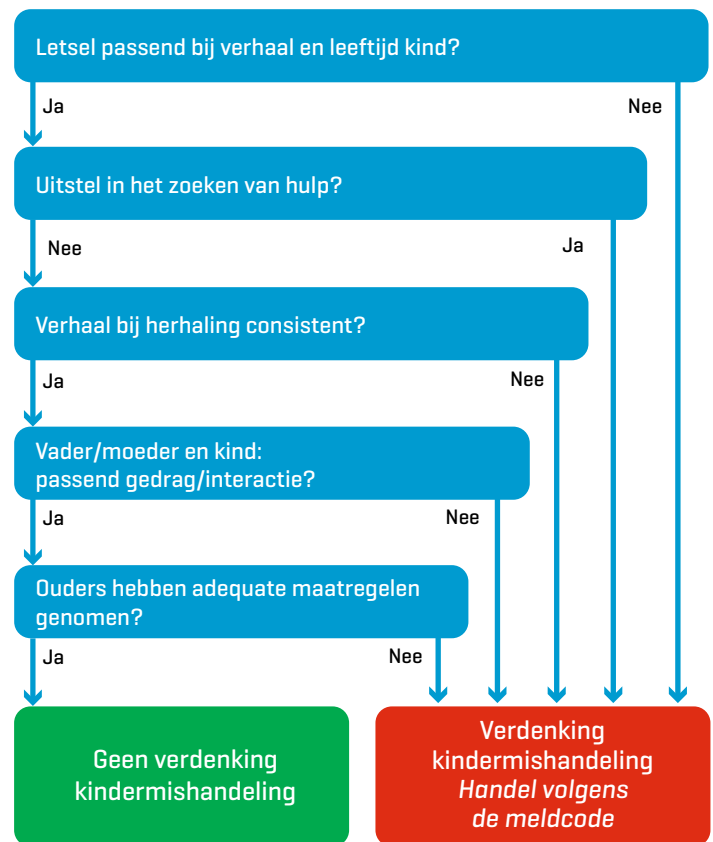 Letsel passend bij verhaal en leeftijd kind?
Ja
Nee
Uitstel in het zoeken van hulp?
Nee
Ja
Verhaal bij herhaling consistent?
Ja
Nee
Vader/moeder en kind:
passend gedrag/interactie?
Ja
Nee
Ouders hebben adequate maatregelen
genomen?
Ja
Nee
Geen verdenking
kindermishandeling
Verdenking
kindermishandeling
Handel volgens
de meldcode